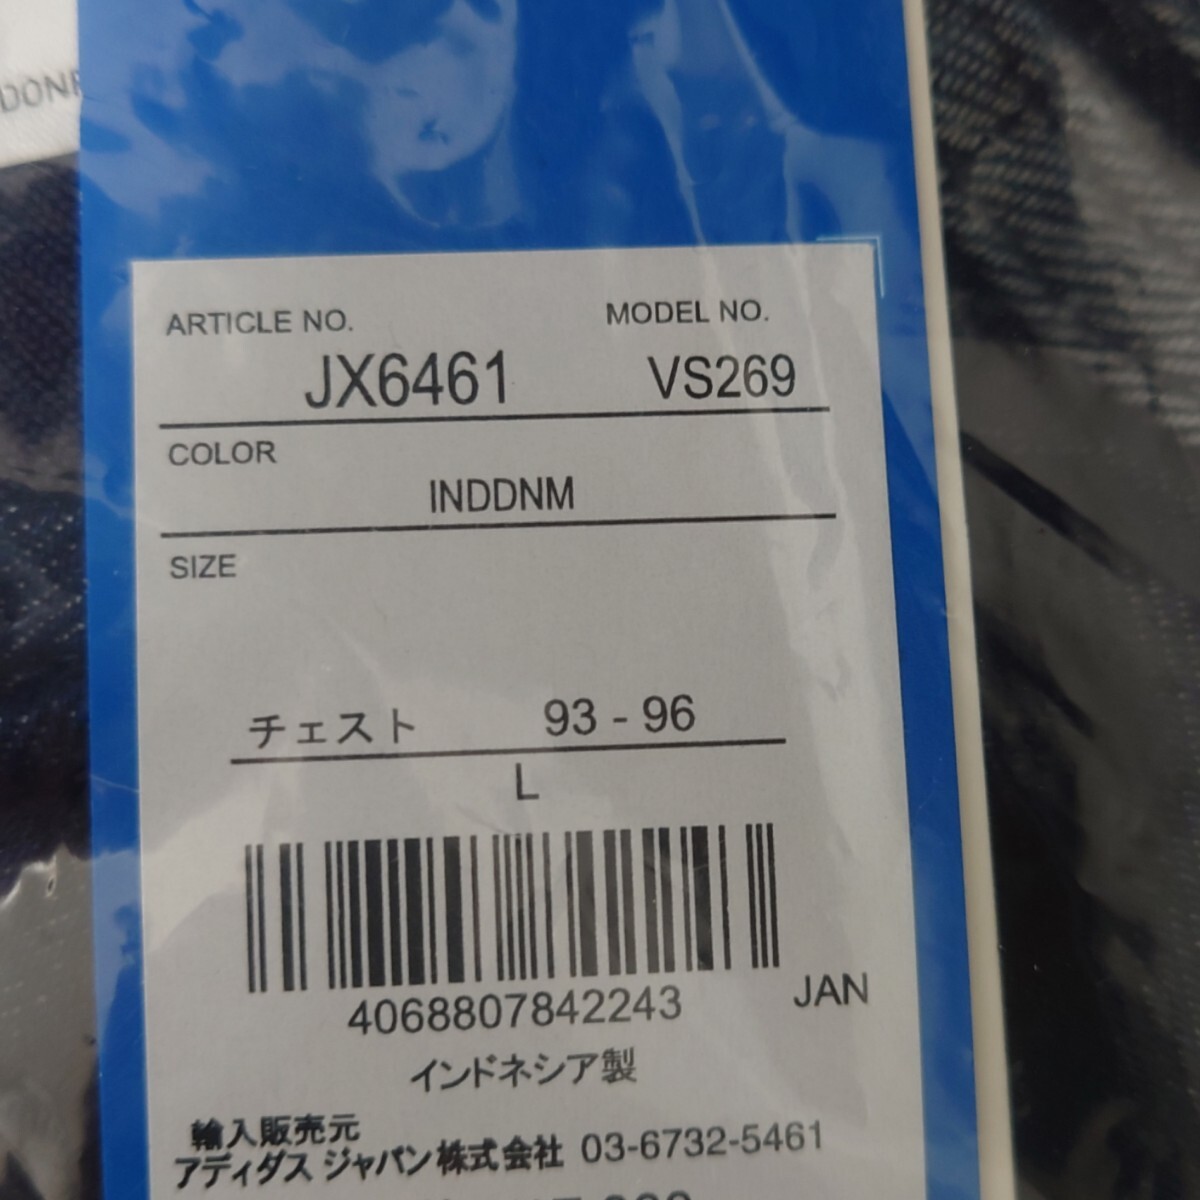 ARTICLE NO. MODEL NO.
JX6461 VS269
COLOR
INDDNM
SIZE
チェスト 93 - 96
L
4068807842243 JAN
インドネシア製
輸入販売元
アディダス ジャパン株式会社 03-6732-5461